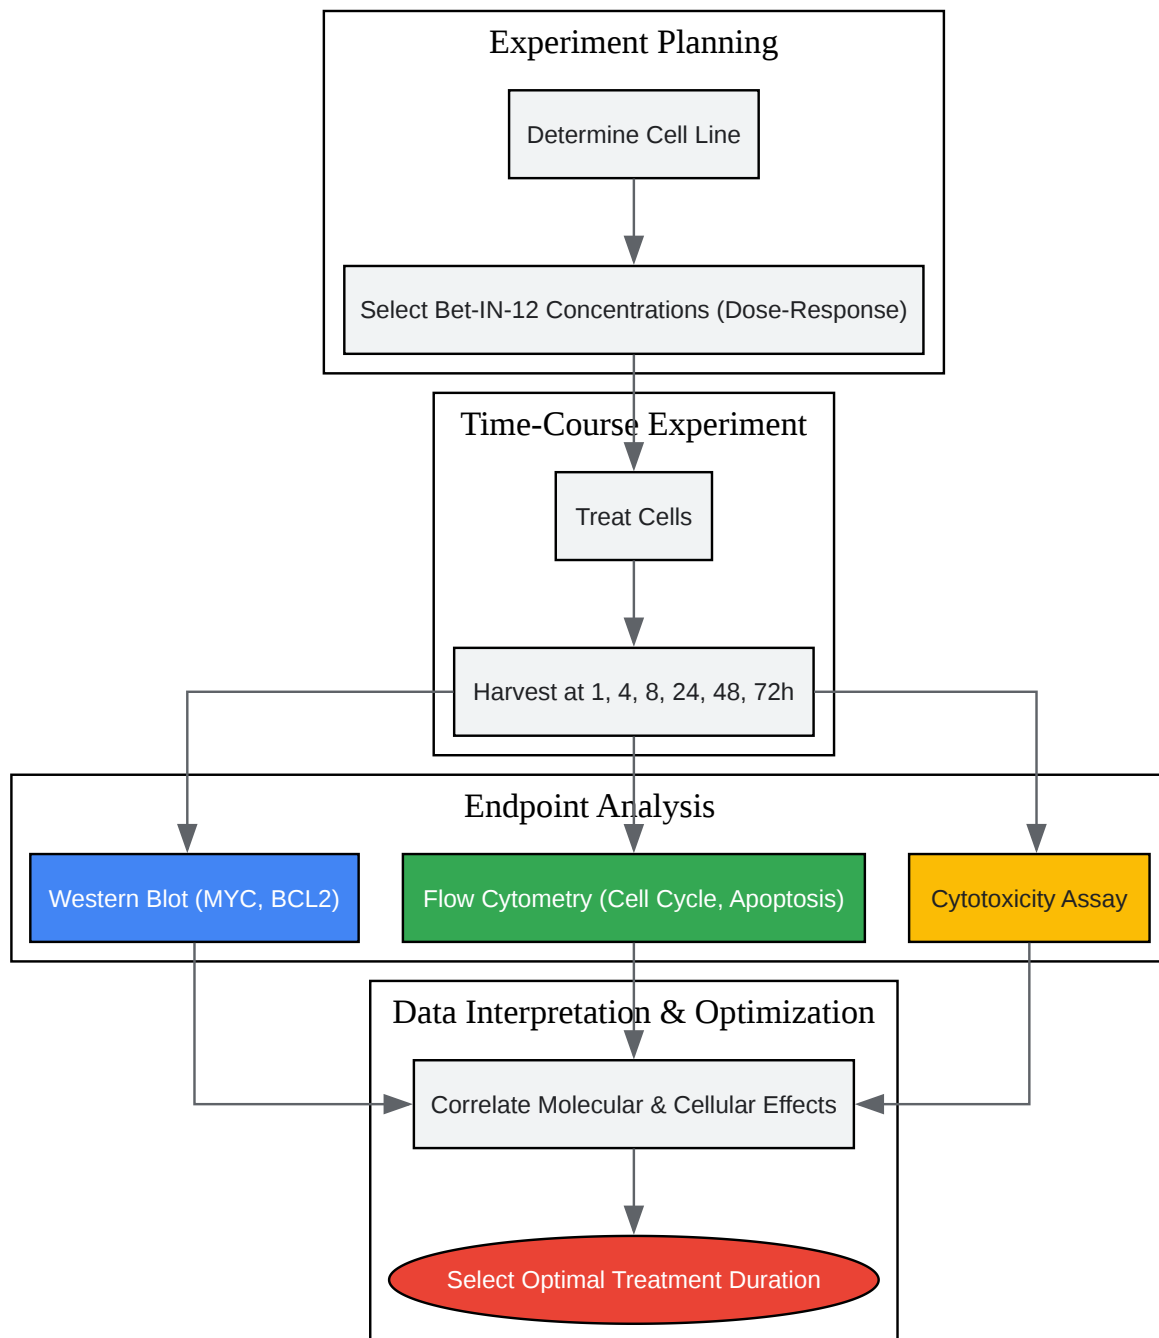 Experiment Planning
Determine Cell Line
Select Bet-IN-12 Concentrations (Dose-Response)
Time-Course Experiment
Treat Cells
Harvest at 1, 4, 8, 24, 48, 72h
Endpoint Analysis
Western Blot (MYC, BCL2)
Flow Cytometry (Cell Cycle, Apoptosis)
Cytotoxicity Assay
Data Interpretation & Optimization
Correlate Molecular & Cellular Effects
Select Optimal Treatment Duration